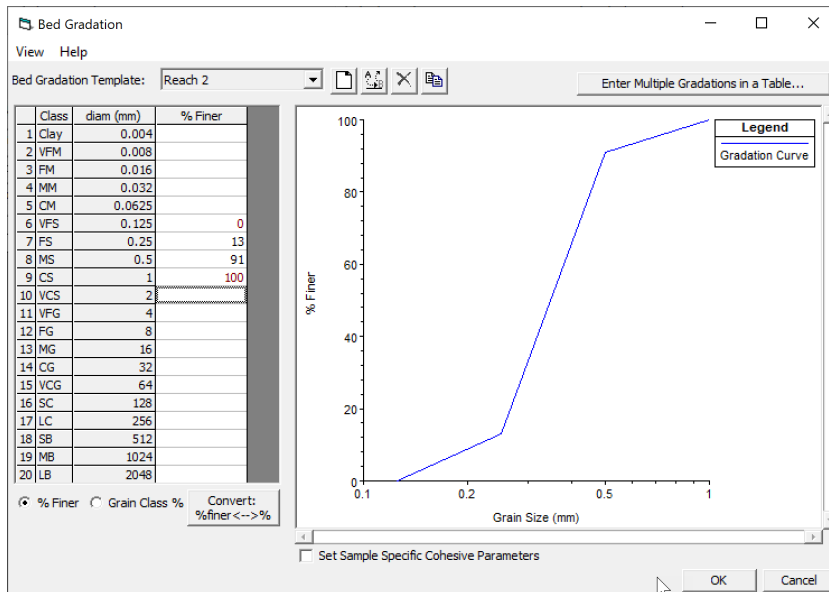 Bed Gradation
View Help
Bed Gradation Template: Reach 2
Enter Multiple Gradations in a Table...
Class diam (mm) % Finer
1 Clay 0.004
2 VFM 0.008
3 FM 0.016
4 MM 0.032
5 CM 0.0625
6 VFS 0.125 0
7 FS 0.25 13
8 MS 0.5 91
9 CS 1 100
10 VCS 2
11 VFG 4
12 FG 8
13 MG 16
14 CG 32
15 VCG 64
16 SC 128
17 LC 256
18 SB 512
19 MB 1024
20 LB 2048
% Finer Grain Class %
Convert:
%finer<-->%
Legend
Gradation Curve
100
80
60
40
20
0
% Finer
0.1 0.2 0.5 1
Grain Size (mm)
Set Sample Specific Cohesive Parameters
OK Cancel